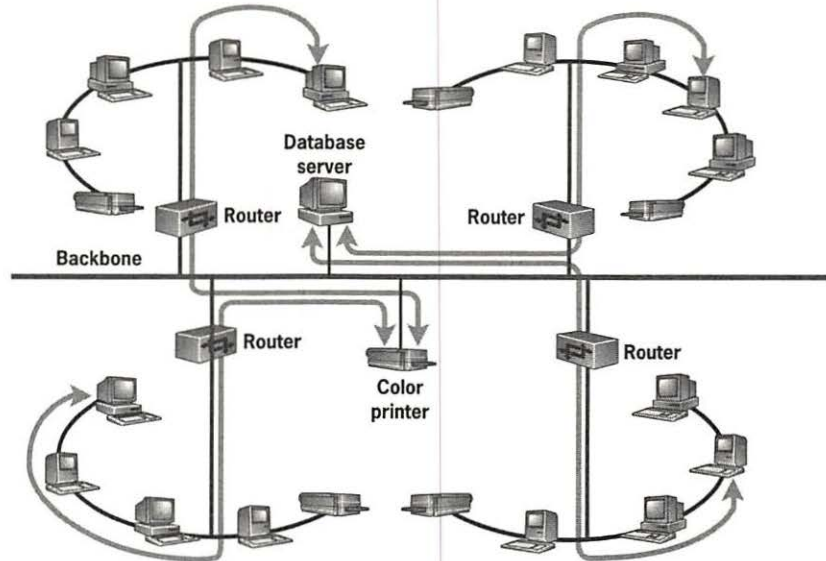 Database
server
Router
Router
Backbone
Router
Router
Color
printer